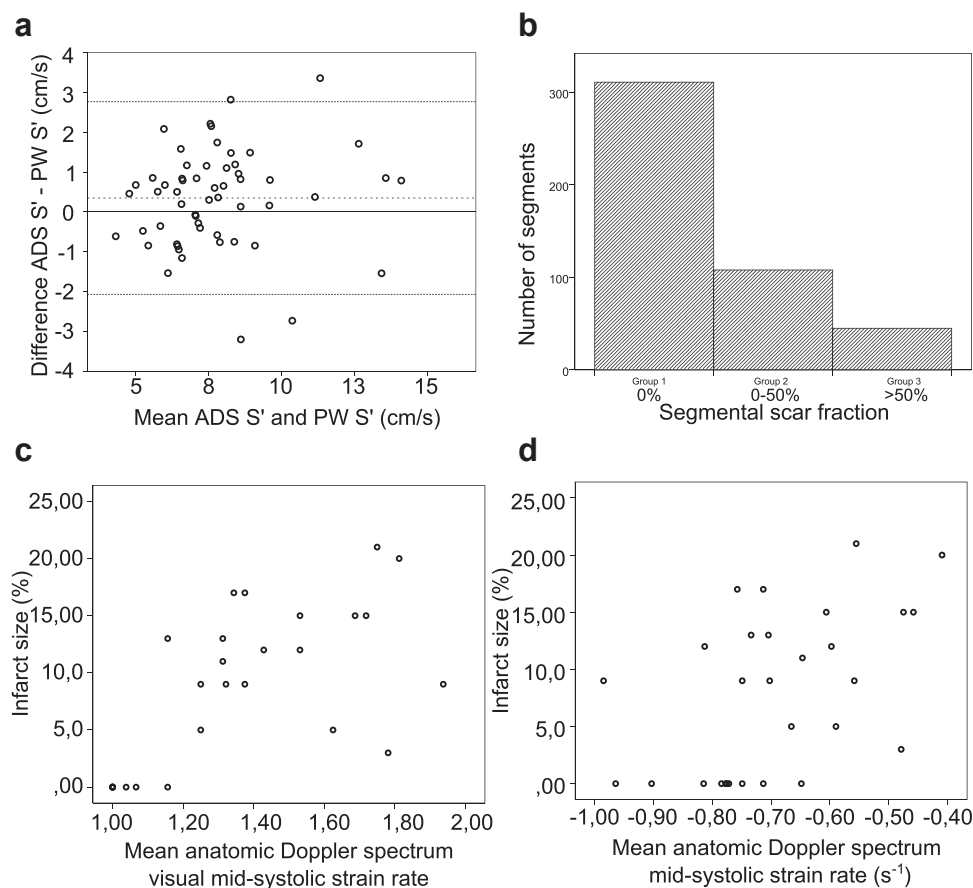 a
4
3
2
1
0
-1
-2
-3
-4
Difference ADS S' - PW S' (cm/s)
5
8
10
13
15
Mean ADS S' and PW S' (cm/s)
b
300
200
100
0
Number of segments
Group 1
Group 2
Group 3
0%
0-50%
>50%
Segmental scar fraction
c
25,00
20,00
15,00
10,00
5,0
,00
Infarct size (%)
1,00
1,20
1,40
1,60
1,80
2,00
Mean anatomic Doppler spectrum
visual mid-systolic strain rate
d
25,00
20,00
15,00
10,00
5,0
,00
Infarct size (%)
-1,00
-0,90
-0,80
-0,70
-0,60
-0,50
-0,40
Mean anatomic Doppler spectrum
mid-systolic strain rate (s⁻¹)